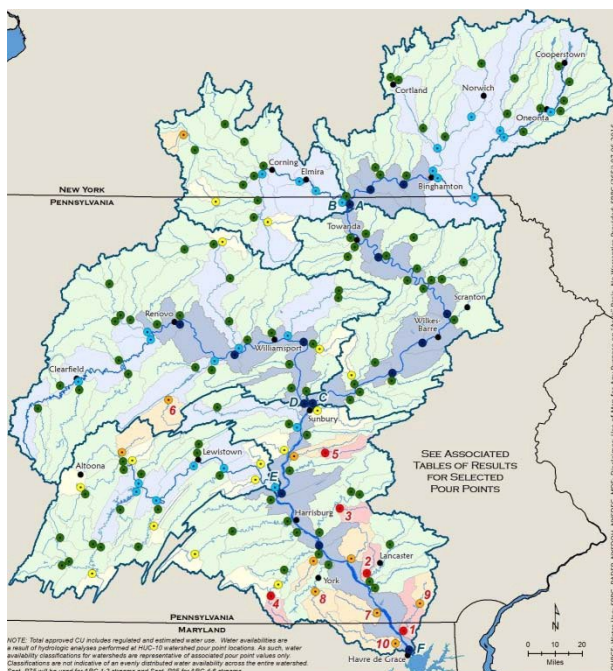 Cooperstown
Cortland
Norwich
Oneonta
Corning
Elmira
Binghamton
NEW YORK
PENNSYLVANIA
B
A
Towanda
Scranton
Renovo
Wilkes-
Barre
Williamsport
Clearfield
D
C
6
Sunbury
SEE ASSOCIATED
TABLES OF RESULTS
FOR SELECTED
POUR POINTS
Altoona
Lewistown
5
E
Harrisburg
3
Lancaster
2
York
4
8
9
7
1
PENNSYLVANIA
MARYLAND
10
F
Havre de Grace
N
0
10
20
Miles
NOTE: Total approved CU includes regulated and estimated water use. Water availabilities are
a result of hydrologic analyses performed at HUC-10 watershed pour point locations. As such, water
availability classifications for watersheds are representative of associated pour point values only.
Classifications are not indicative of an evenly distributed water availability across the entire watershed.